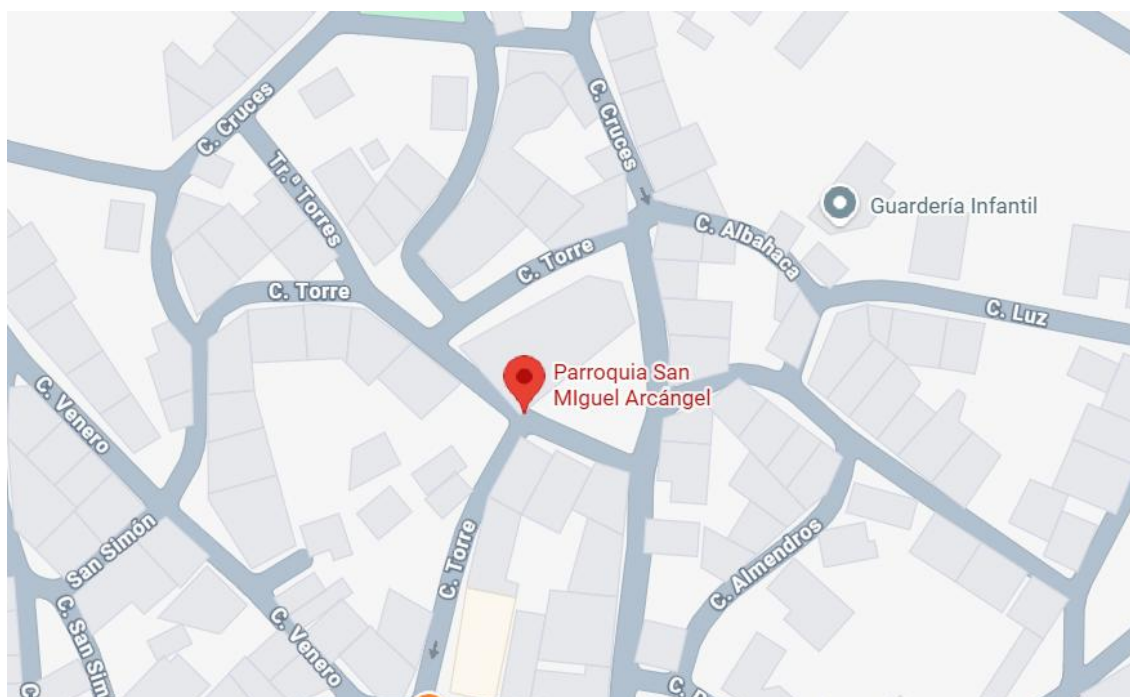 C. Cruces
C. Cruces
Tr.ª Torres
Guardería Infantil
C. Albahaca
C. Torre
C. Torre
C. Luz
Parroquia San
MIguel Arcángel
C. Venero
C. Torre
San Simón
C. Almendros
C. San Sim
C. Venero